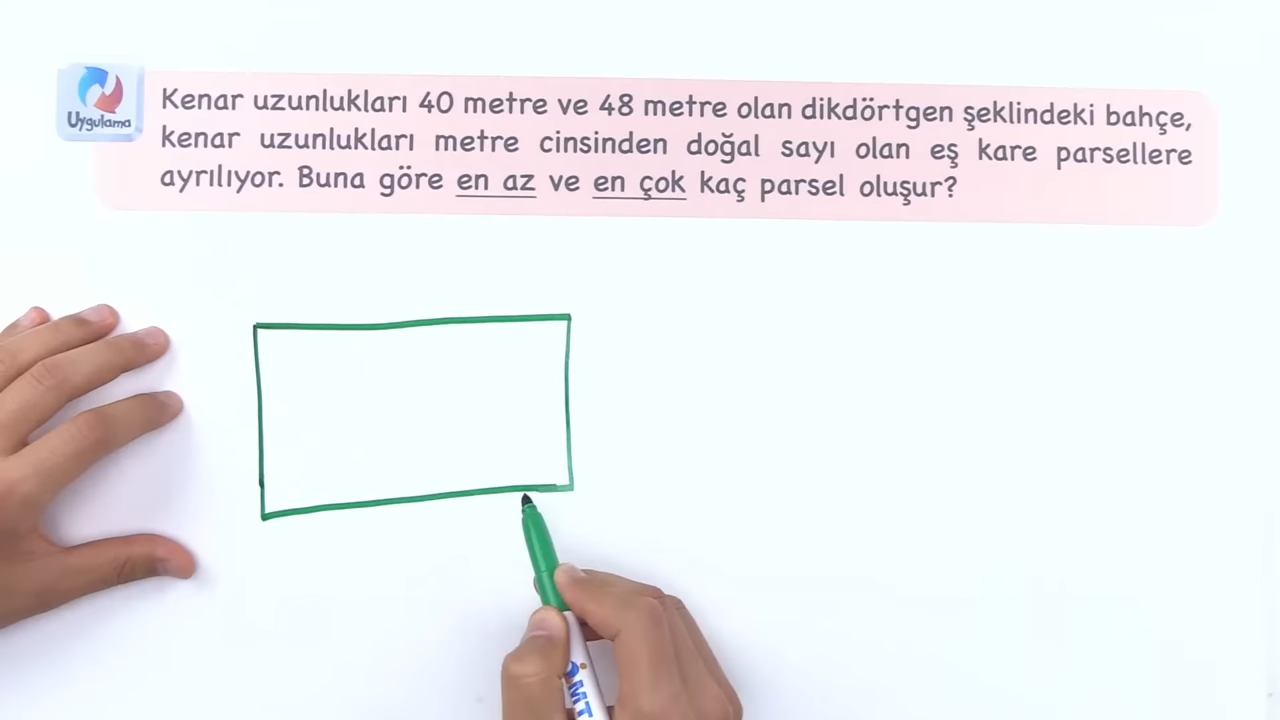 Uygulama
Kenar uzunlukları 40 metre ve 48 metre olan dikdörtgen şeklindeki bahçe,
kenar uzunlukları metre cinsinden doğal sayı olan eş kare parsellere
ayrılıyor. Buna göre en az ve en çok kaç parsel oluşur?
OMT